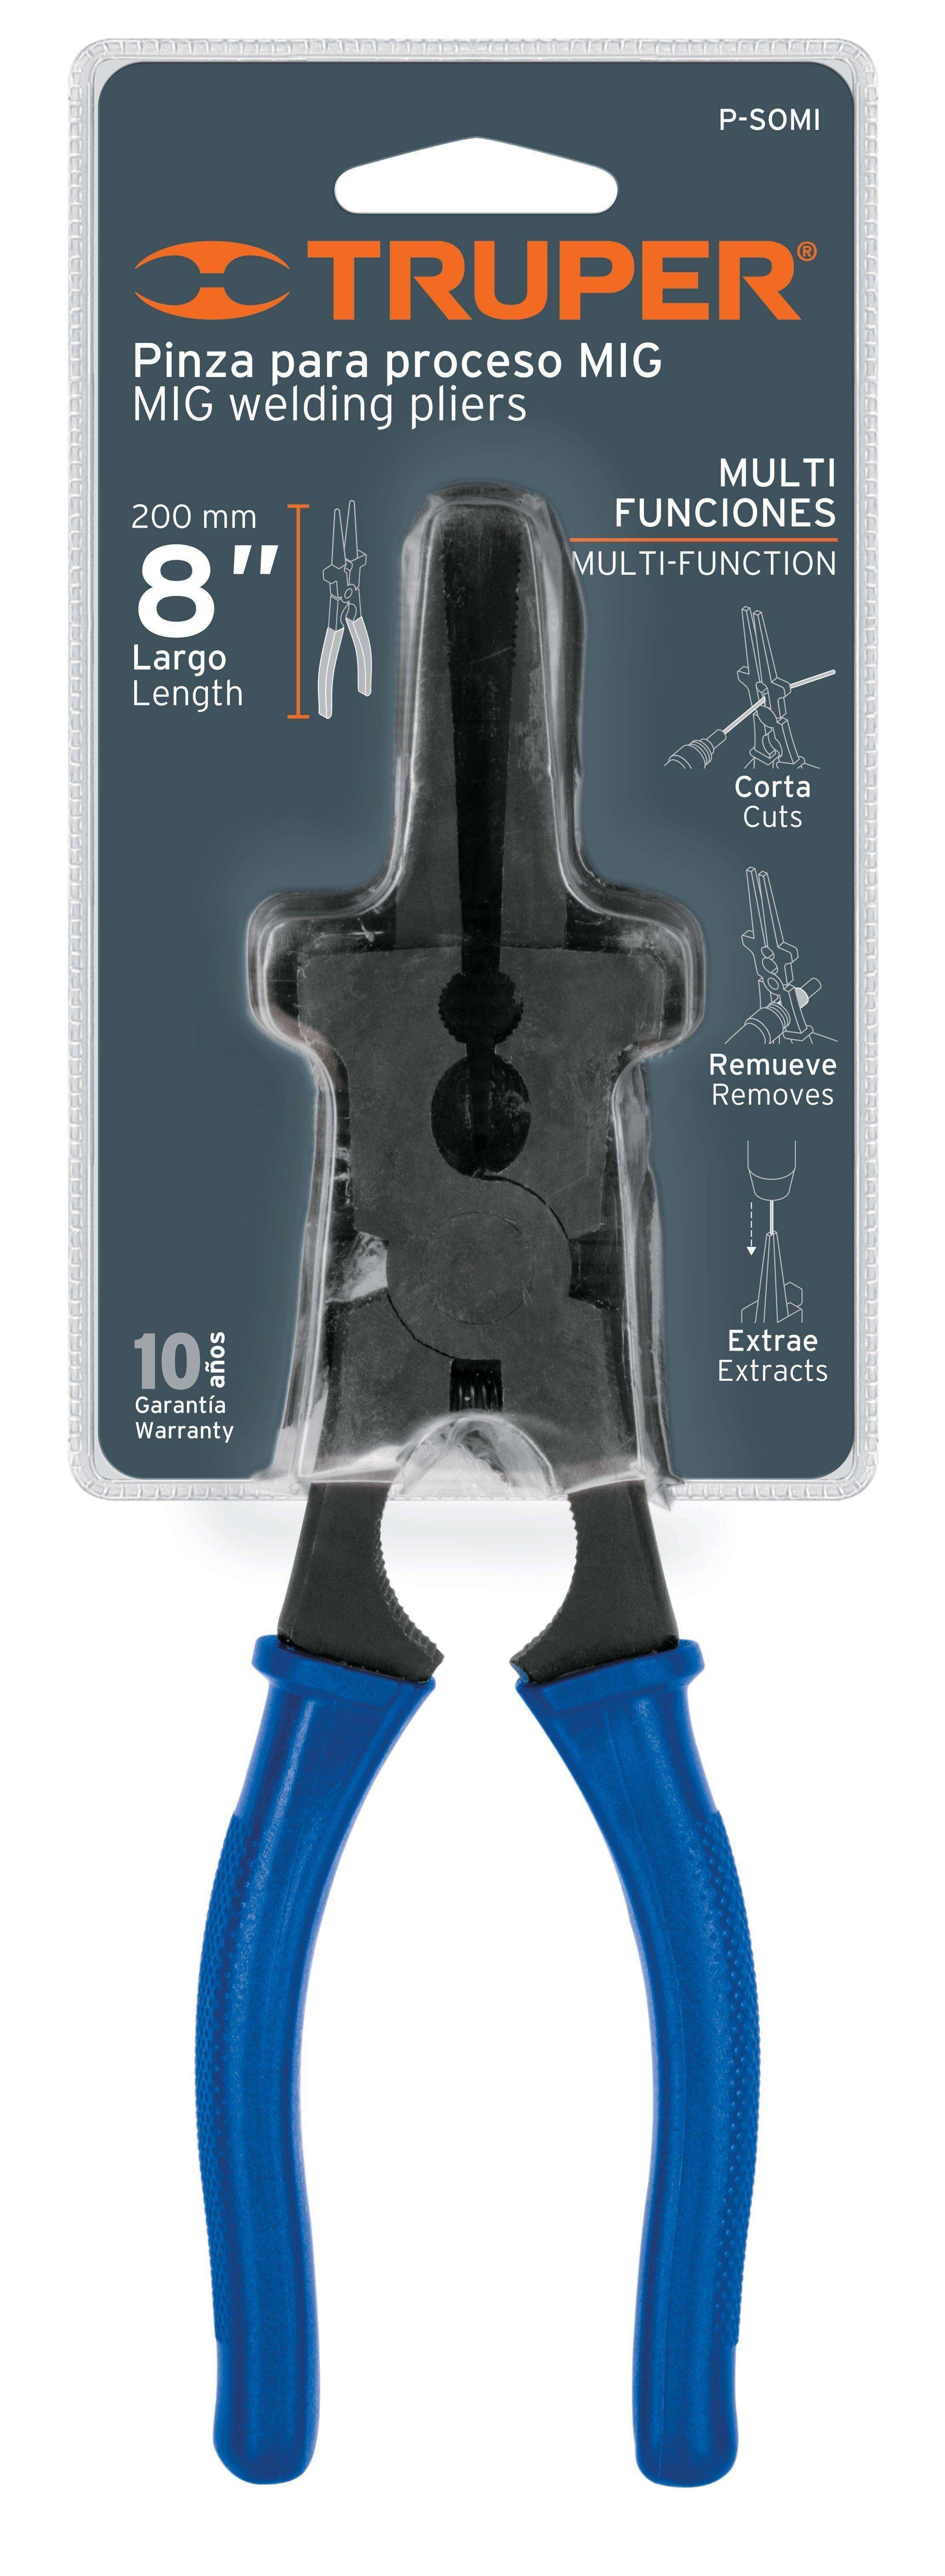 P-SOMI
TRUPER®
Pinza para proceso MIG
MIG welding pliers
MULTI
FUNCIONES
MULTI-FUNCTION
200 mm
8"
Largo
Length
Corta
Cuts
Remueve
Removes
Extrae
Extracts
10 años
Garantía
Warranty